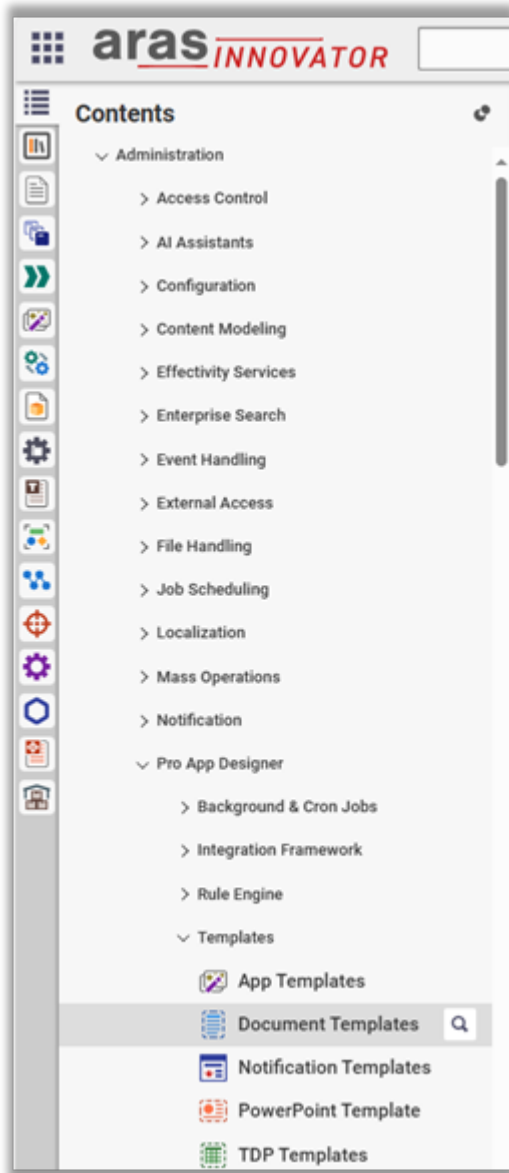 aras INNOVATOR
Contents
Administration
Access Control
AI Assistants
Configuration
Content Modeling
Effectivity Services
Enterprise Search
Event Handling
External Access
File Handling
Job Scheduling
Localization
Mass Operations
Notification
Pro App Designer
Background & Cron Jobs
Integration Framework
Rule Engine
Templates
App Templates
Document Templates
Notification Templates
PowerPoint Template
TDP Templates